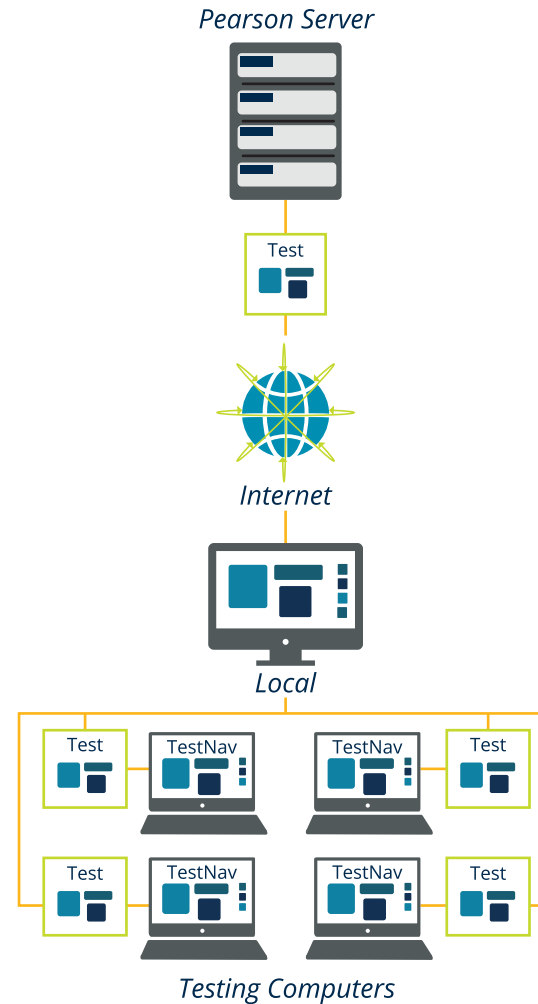 Pearson Server
Test
Internet
Local
Test
TestNav
TestNav
Test
Test
TestNav
TestNav
Test
Testing Computers